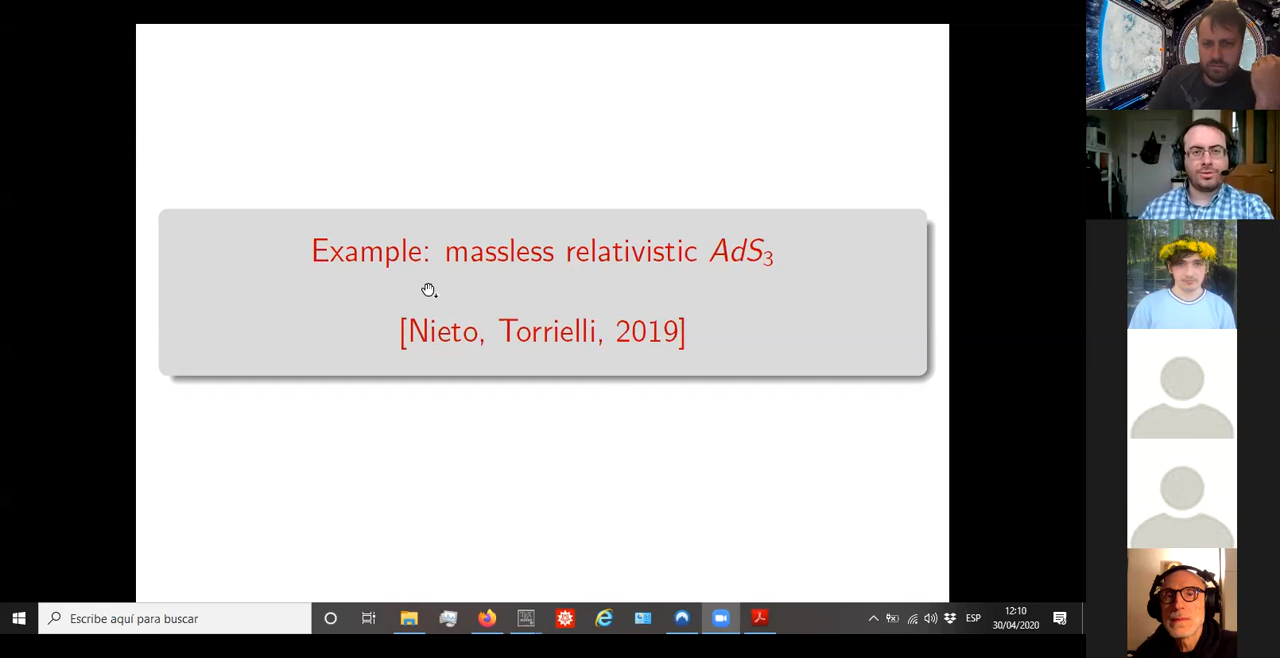 Example: massless relativistic AdS₃
[Nieto, Torrielli, 2019]
Escribe aquí para buscar
ESP
12:10
30/04/2020